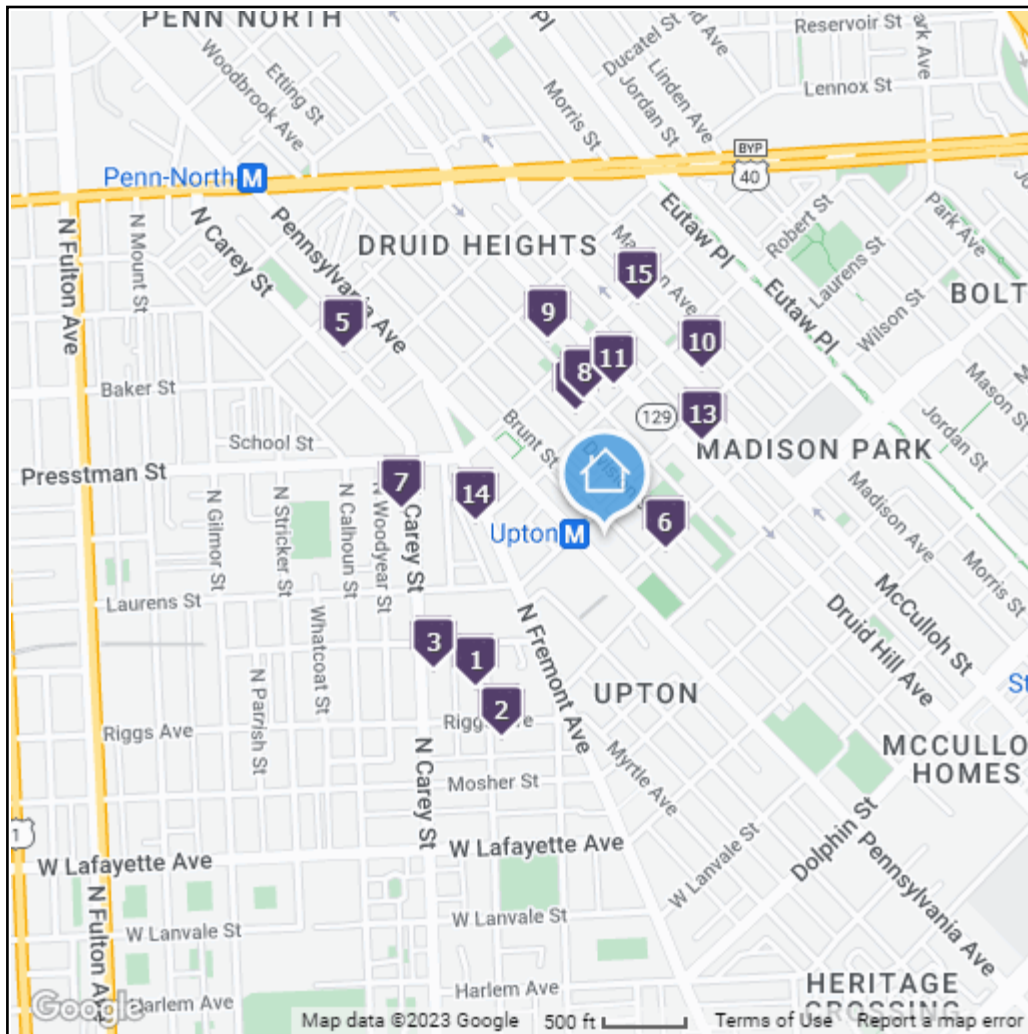 PENN NORTH
Reservoir St
Ducatel St
Lennox St
Woodbrook Ave
Etting St
Morris St
Jordan St
Linden Ave
BYP
40
Penn-North M
N Fulton Ave
N Mount St
N Carey St
Pennsylvania Ave
DRUID HEIGHTS
Eutaw Pl
Robert St
Park Ave
Laurens St
BOLT
Wilson St
15
9
10
5
11
8
Baker St
129
13
Mason St
Jordan St
Brunt St
School St
Presstman St
MADISON PARK
Eutaw Pl
7
14
6
Upton M
N Gilmor St
N Stricker St
N Calhoun St
N Woodyear St
Carey St
Madison Ave
Morris St
Laurens St
Whatcoat St
N Fremont Ave
McCulloh St
Druid Hill Ave
3
1
2
UPTON
N Parrish St
Riggs Ave
MCCULLO
HOMES
Mosher St
Myrtle Ave
N Carey St
W Lafayette Ave
W Lafayette Ave
Dolphin St
W Lanvale St
Pennsylvania Ave
N Fulton Ave
W Lanvale St
W Lanvale St
Harlem Ave
Harlem Ave
HERITAGE
CROSSING
Google
Map data ©2023 Google
500 ft
Terms of Use
Report a map error